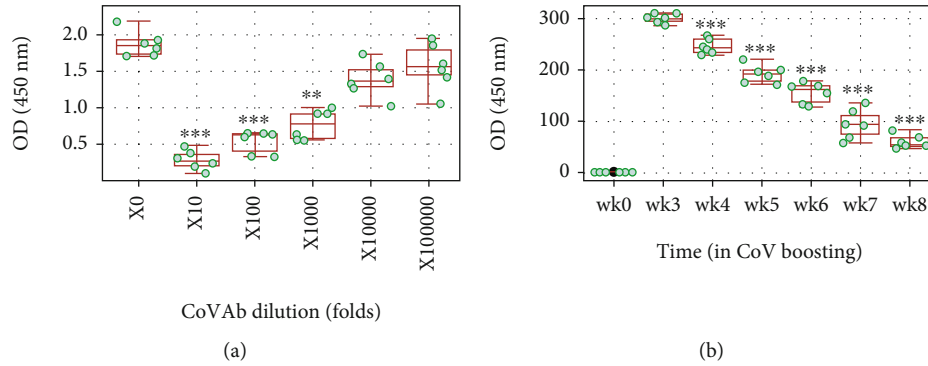 OD (450 nm)
2.0
1.5
1.0
0.5
***
***
**
X0
X10
X100
X1000
X10000
X100000
CoVAb dilution (folds)
(a)
OD (450 nm)
300
200
100
0
***
***
***
***
***
wk0 wk3 wk4 wk5 wk6 wk7 wk8
Time (in CoV boosting)
(b)